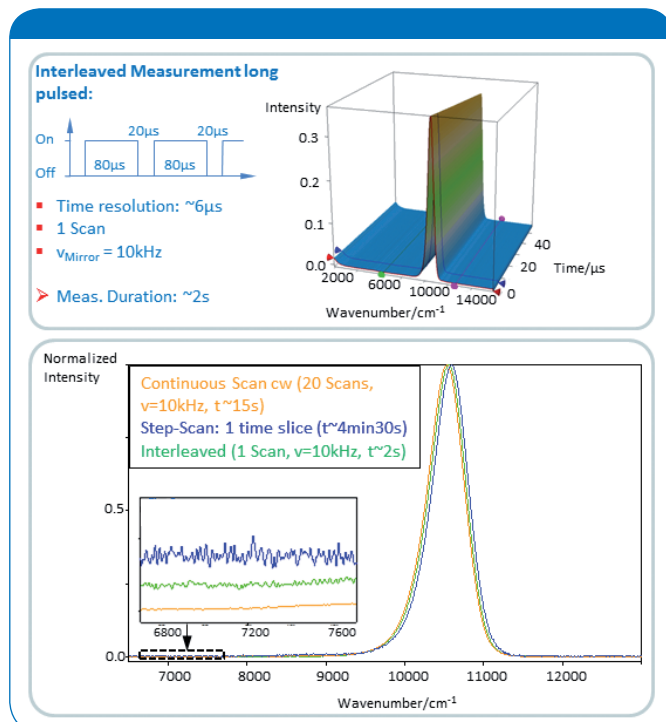 Interleaved Measurement long
pulsed:
On
Off
20µs
20µs
80µs
80µs
▪ Time resolution: ~6µs
▪ 1 Scan
▪ vMirror = 10kHz
➢ Meas. Duration: ~2s
Intensity
0.3
0.2
0.1
0.0
2000
6000
10000
14000
Wavenumber/cm-1
0
20
40
Time/µs
Normalized
Intensity
Continuous Scan cw (20 Scans,
v=10kHz, t~15s)
Step-Scan: 1 time slice (t~4min30s)
Interleaved (1 Scan, v=10kHz, t~2s)
0.5
0.0
6800
7200
7600
7000
8000
9000
10000
11000
12000
Wavenumber/cm-1